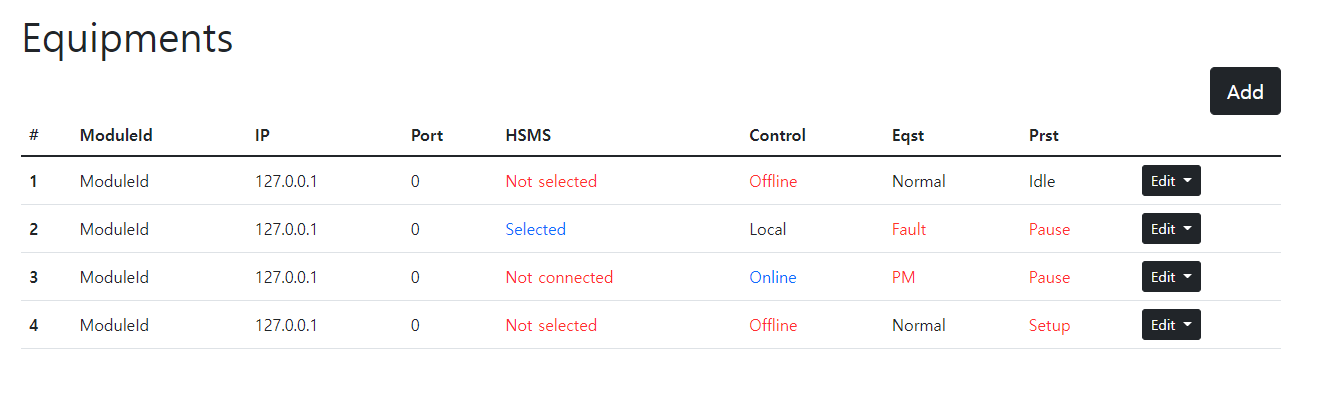 Equipments
Add
# ModuleId IP Port HSMS Control Eqst Prst
1 ModuleId 127.0.0.1 0 Not selected Offline Normal Idle Edit
2 ModuleId 127.0.0.1 0 Selected Local Fault Pause Edit
3 ModuleId 127.0.0.1 0 Not connected Online PM Pause Edit
4 ModuleId 127.0.0.1 0 Not selected Offline Normal Setup Edit